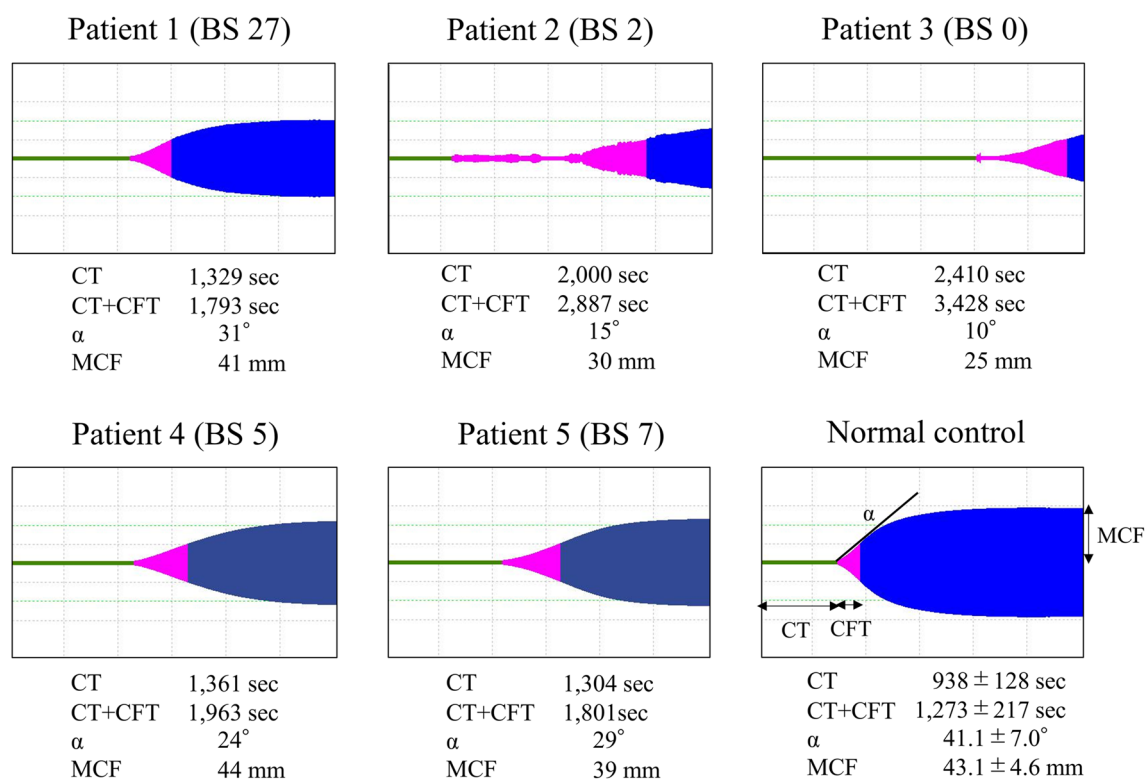 Patient 1 (BS 27)
CT 1,329 sec
CT+CFT 1,793 sec
α 31°
MCF 41 mm
Patient 2 (BS 2)
CT 2,000 sec
CT+CFT 2,887 sec
α 15°
MCF 30 mm
Patient 3 (BS 0)
CT 2,410 sec
CT+CFT 3,428 sec
α 10°
MCF 25 mm
Patient 4 (BS 5)
CT 1,361 sec
CT+CFT 1,963 sec
α 24°
MCF 44 mm
Patient 5 (BS 7)
CT 1,304 sec
CT+CFT 1,801sec
α 29°
MCF 39 mm
Normal control
α
MCF
CT CFT
CT 938 ± 128 sec
CT+CFT 1,273 ± 217 sec
α 41.1 ± 7.0°
MCF 43.1 ± 4.6 mm